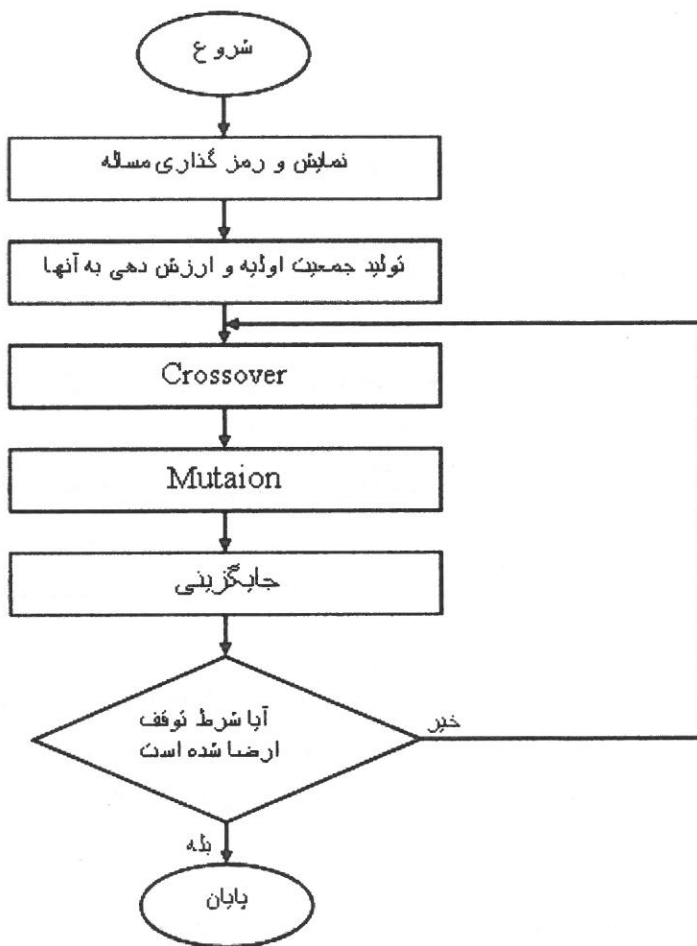 شروع
نمایش و رمز گذاری مساله
تولید جمعیت اولیه و ارزش دهی به آنها
Crossover
Mutaion
جایگزینی
آیا شرط توقف
ارضا شده است
خیر
بله
پایان